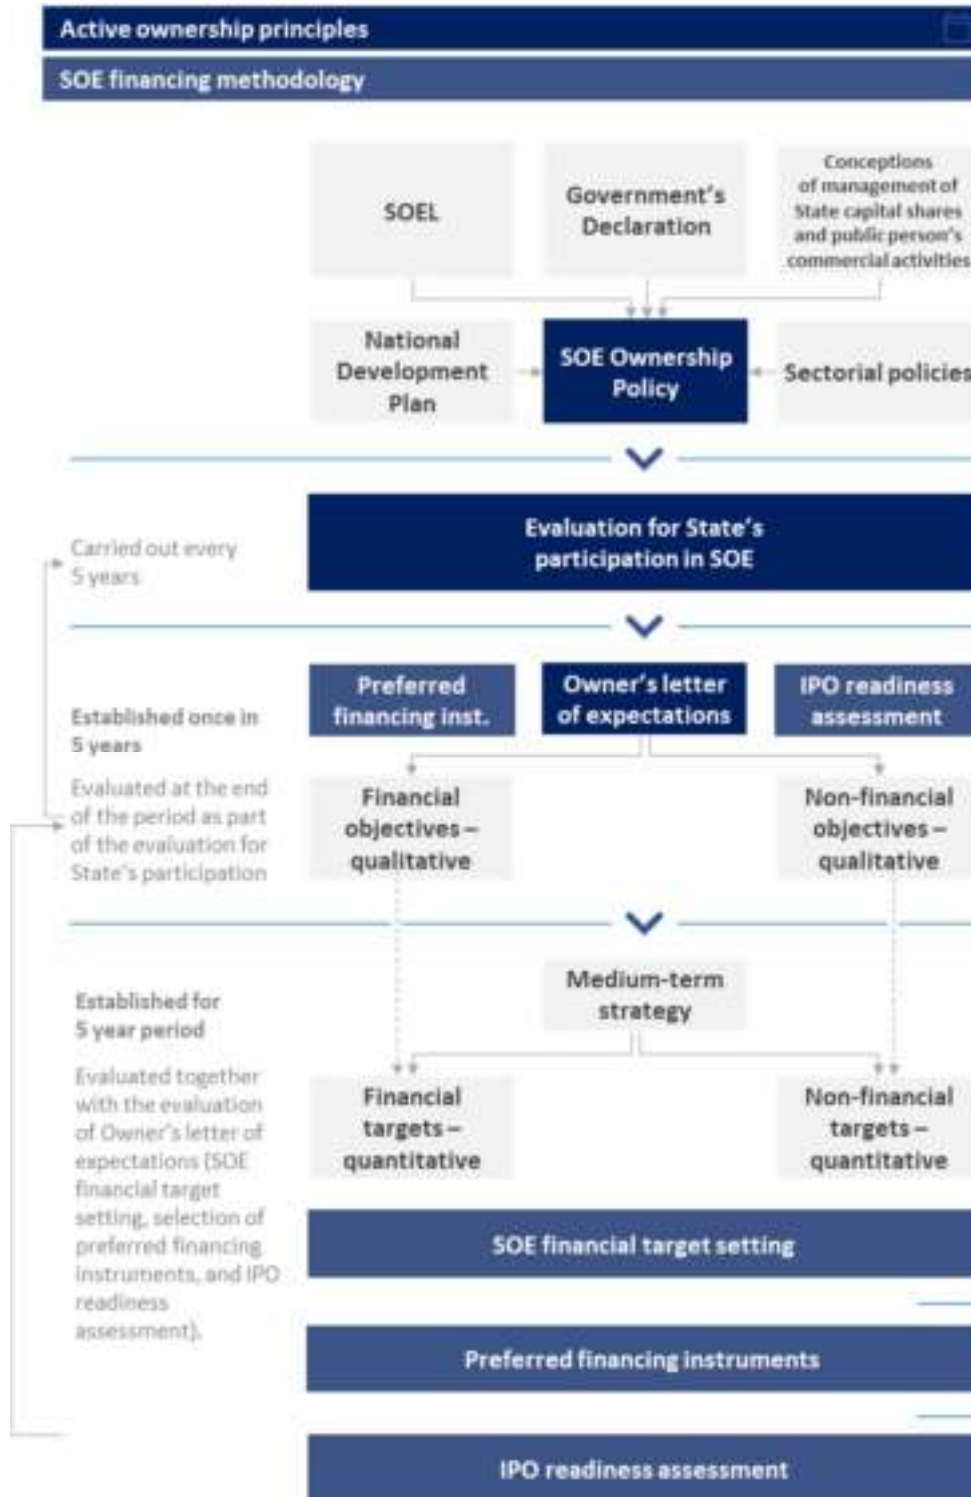 Active ownership principles
SOE financing methodology
SOEL
Government's
Declaration
Conceptions
of management of
State capital shares
and public person's
commercial activities
National
Development
Plan
SOE Ownership
Policy
Sectorial policies
Carried out every
5 years
Evaluation for State's
participation in SOE
Preferred
financing inst.
Owner's letter
of expectations
IPO readiness
assessment
Established once in
5 years
Evaluated at the end
of the period as part
of the evaluation for
State's participation
Financial
objectives –
qualitative
Non-financial
objectives –
qualitative
Medium-term
strategy
Established for
5 year period
Evaluated together
with the evaluation
of Owner's letter of
expectations (SOE
financial target
setting, selection of
preferred financing
instruments, and IPO
readiness
assessment).
Financial
targets –
quantitative
Non-financial
targets –
quantitative
SOE financial target setting
Preferred financing instruments
IPO readiness assessment